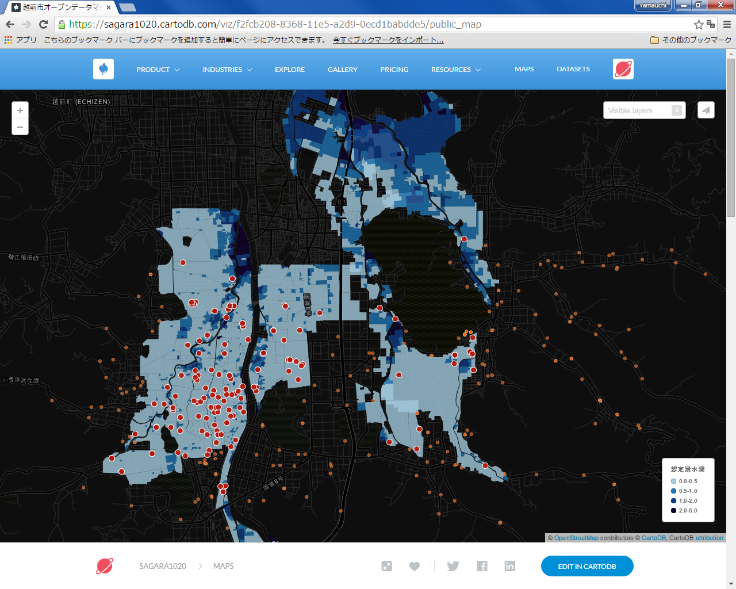 越前市オープンデータマ
Yamauchi
https://sagara1020.cartodb.com/viz/f2fcb208-8368-11e5-a2d9-0ecd1babdde5/public_map
アプリ こちらのブックマーク バーにブックマークを追加すると簡単にページにアクセスできます。 今すぐブックマークをインポート...
その他のブックマーク
PRODUCT INDUSTRIES EXPLORE GALLERY PRICING RESOURCES MAPS DATASETS
越前町 (ECHIZEN)
+
−
Visible layers
国道8号
0.0-0.5
0.5-1.0
1.0-2.0
2.0-5.0
© OpenStreetMap contributors © CartoDB, CartoDB attribution
SAGARA1020 MAPS
EDIT IN CARTODB